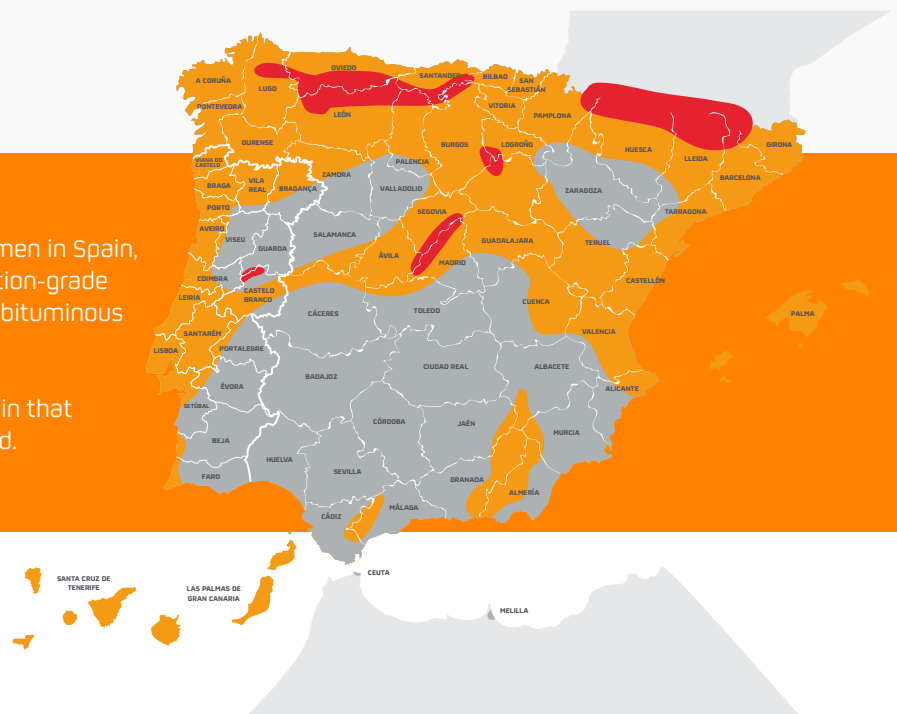 men in Spain,
tion-grade
bituminous
in that
d.
OVIEDO
SANTANDER
BILBAO
SAN
SEBASTIÁN
A CORUÑA
LUGO
PONTEVEDRA
LEÓN
VITORIA
PAMPLONA
OURENSE
BURGOS
LOGROÑO
HUESCA
LLEIDA
GIRONA
VIANA DO
CASTELO
PALENCIA
ZAMORA
BRAGA
VILA
REAL
BRAGANÇA
VALLADOLIO
ZARAGOZA
BARCELONA
PORTO
SEGOVIA
TARRAGONA
AVEIRO
VISEU
SALAMANCA
GUARDA
GUADALAJARA
TERUEL
ÁVILA
MADRID
COIMBRA
CASTELLÓN
LEIRIA
CASTELO
BRANCO
CUENCA
CÁCERES
TOLEDO
PALMA
SANTARÉM
VALENCIA
LISBOA
PORTALEGRE
CIUDAD REAL
ALBACETE
BADAJOZ
ÉVORA
ALICANTE
SETÚBAL
CÓRDOBA
JAÉN
MURCIA
BEJA
HUELVA
SEVILLA
FARO
GRANADA
ALMERÍA
MÁLAGA
CÁDIZ
CEUTA
SANTA CRUZ DE
TENERIFE
LAS PALMAS DE
GRAN CANARIA
MELILLA